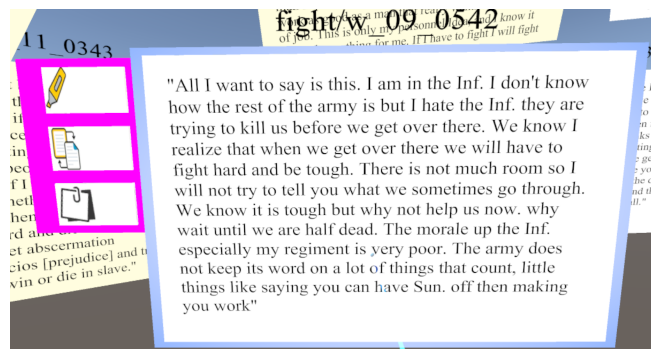 fight/w_09_0542
11_0343
"All I want to say is this. I am in the Inf. I don't know
how the rest of the army is but I hate the Inf. they are
trying to kill us before we get over there. We know I
realize that when we get over there we will have to
fight hard and be tough. There is not much room so I
will not try to tell you what we sometimes go through.
We know it is tough but why not help us now. why
wait until we are half dead. The morale up the Inf.
especially my regiment is very poor. The army does
not keep its word on a lot of things that count, little
things like saying you can have Sun. off then making
you work"
of job. This is only my personnel idea, and I know it
thing for me. If I have to fight I will fight
et abscermation
cios [prejudice] and
win or die in slave."